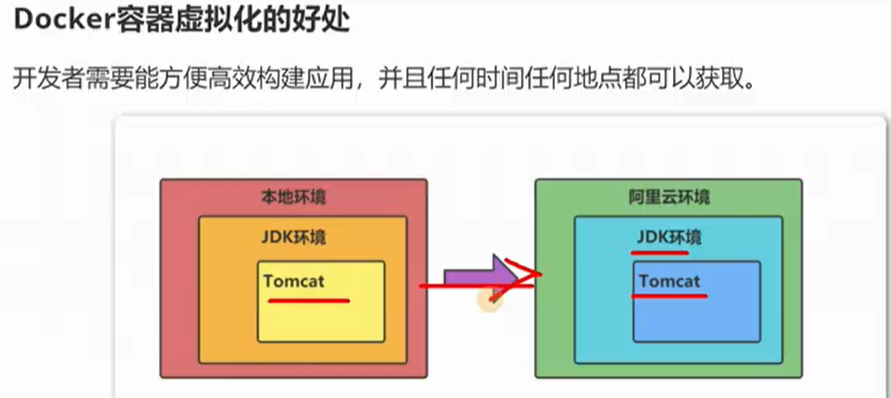 Docker容器虚拟化的好处
开发者需要能方便高效构建应用，并且任何时间任何地点都可以获取。
本地环境
JDK环境
Tomcat
阿里云环境
JDK环境
Tomcat